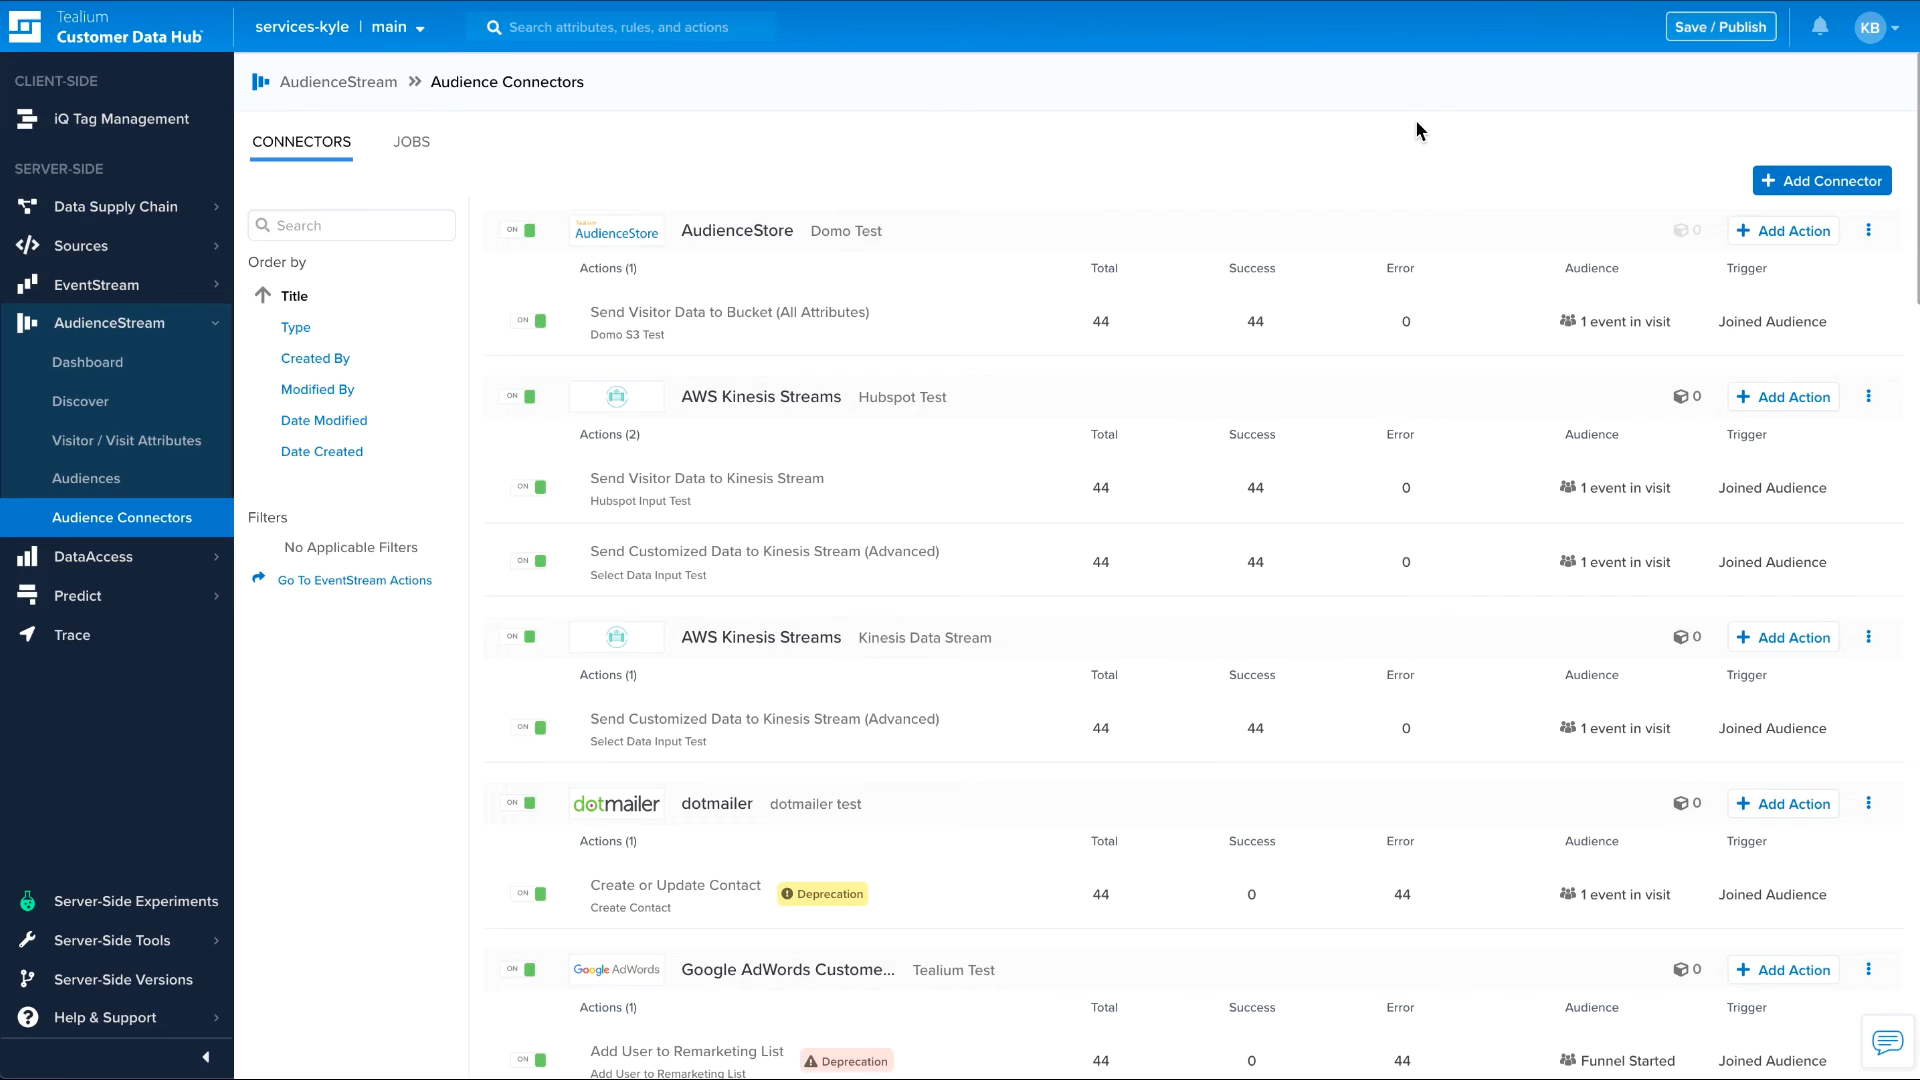 Tealium
Customer Data Hub
services-kyle | main
Search attributes, rules, and actions
Save / Publish
KB
CLIENT-SIDE
iQ Tag Management
SERVER-SIDE
Data Supply Chain
Sources
EventStream
AudienceStream
Dashboard
Discover
Visitor / Visit Attributes
Audiences
Audience Connectors
DataAccess
Predict
Trace
Server-Side Experiments
Server-Side Tools
Server-Side Versions
Help & Support
AudienceStream » Audience Connectors
CONNECTORS JOBS
+ Add Connector
Search
Order by
Title
Type
Created By
Modified By
Date Modified
Date Created
Filters
No Applicable Filters
Go To EventStream Actions
ON Tealium AudienceStore AudienceStore Domo Test 0 + Add Action
Actions (1) Total Success Error Audience Trigger
ON Send Visitor Data to Bucket (All Attributes) 44 44 0 1 event in visit Joined Audience
Domo S3 Test
ON AWS Kinesis Streams Hubspot Test 0 + Add Action
Actions (2) Total Success Error Audience Trigger
ON Send Visitor Data to Kinesis Stream 44 44 0 1 event in visit Joined Audience
Hubspot Input Test
ON Send Customized Data to Kinesis Stream (Advanced) 44 44 0 1 event in visit Joined Audience
Select Data Input Test
ON AWS Kinesis Streams Kinesis Data Stream 0 + Add Action
Actions (1) Total Success Error Audience Trigger
ON Send Customized Data to Kinesis Stream (Advanced) 44 44 0 1 event in visit Joined Audience
Select Data Input Test
ON dotmailer dotmailer dotmailer test 0 + Add Action
Actions (1) Total Success Error Audience Trigger
ON Create or Update Contact Deprecation 44 0 44 1 event in visit Joined Audience
Create Contact
ON Google AdWords Google AdWords Custome... Tealium Test 0 + Add Action
Actions (1) Total Success Error Audience Trigger
ON Add User to Remarketing List Deprecation 44 0 44 Funnel Started Joined Audience
Add User to Remarketing List